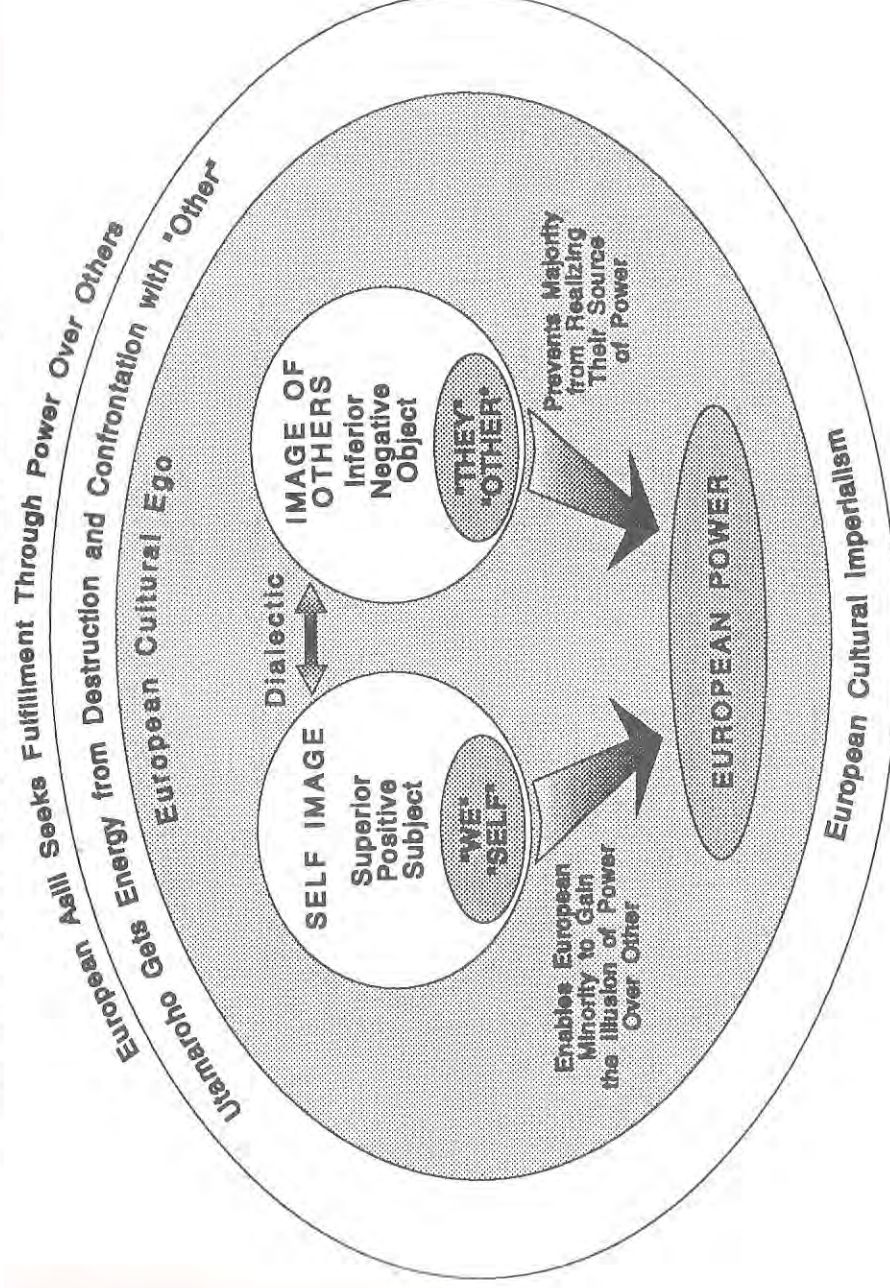 European Asili Seeks Fulfillment Through Power Over Others
Utamaroho Gets Energy from Destruction and Confrontation with "Other"
European Cultural Ego
Dialectic
SELF IMAGE
Superior
Positive
Subject
"WE"
"SELF"
IMAGE OF
OTHERS
Inferior
Negative
Object
"THEY"
"OTHER"
Enables European
Minority to Gain
the Illusion of Power
Over Other
Prevents Majority
from Realizing
Their Source
of Power
EUROPEAN POWER
European Cultural Imperialism